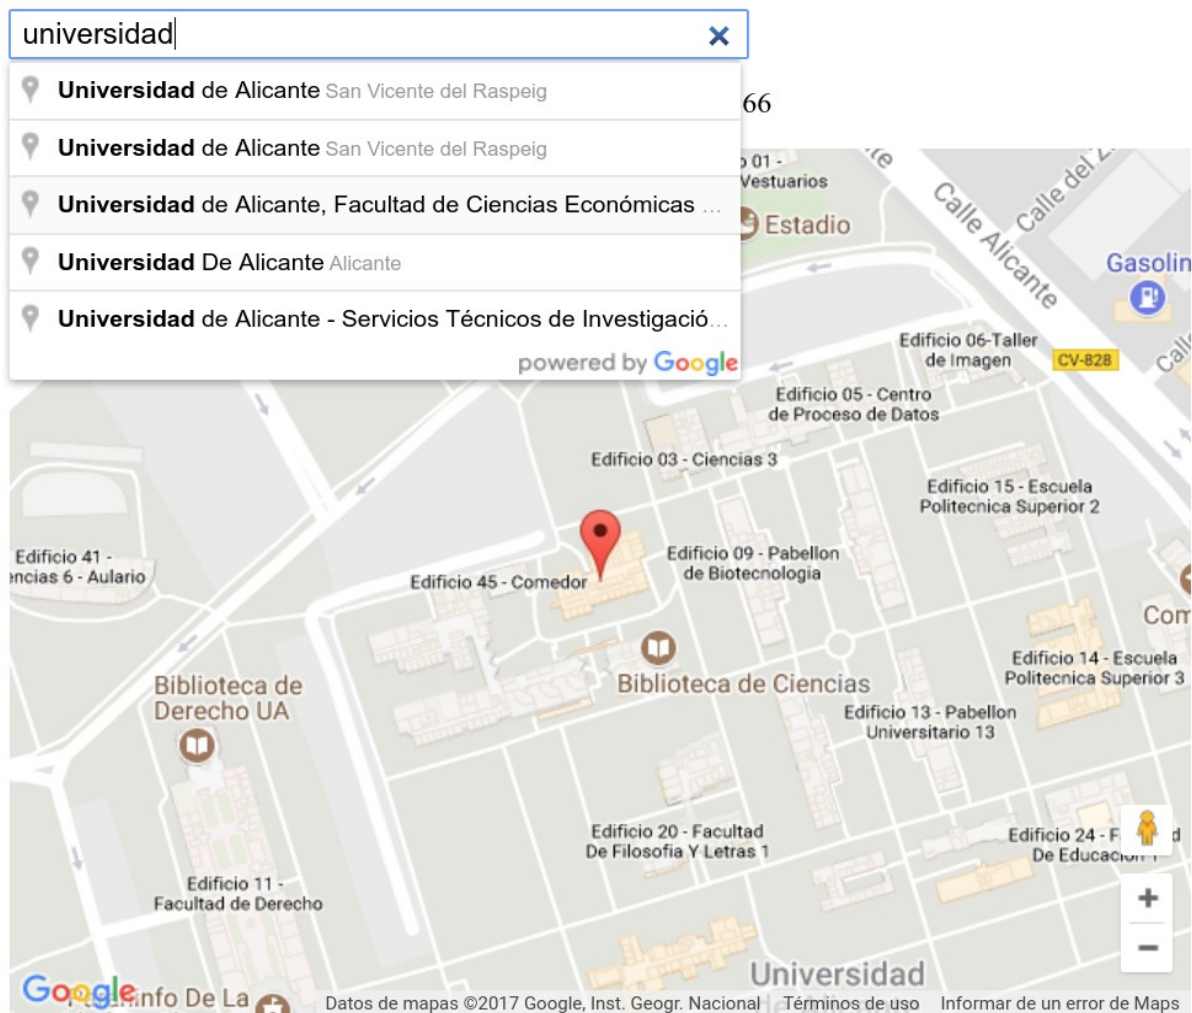 universidad
Universidad de Alicante San Vicente del Raspeig
Universidad de Alicante San Vicente del Raspeig
Universidad de Alicante, Facultad de Ciencias Económicas ...
Universidad De Alicante Alicante
Universidad de Alicante - Servicios Técnicos de Investigació...
powered by Google
66
01 -
Vestuarios
Estadio
Calle Alicante
Calle del
Gasolin
Edificio 06-Taller
de Imagen
CV-828
Calle
Edificio 05 - Centro
de Proceso de Datos
Edificio 03 - Ciencias 3
Edificio 15 - Escuela
Politecnica Superior 2
Edificio 41 -
encias 6 - Aulario
Edificio 45 - Comedor
Edificio 09 - Pabellon
de Biotecnologia
Com
Biblioteca de Ciencias
Edificio 14 - Escuela
Politecnica Superior 3
Biblioteca de
Derecho UA
Edificio 13 - Pabellon
Universitario 13
Edificio 20 - Facultad
De Filosofia Y Letras 1
Edificio 24 - F d
De Educacion 1
Edificio 11 -
Facultad de Derecho
+
−
Universidad
de Alicante
Google
info De La
Datos de mapas ©2017 Google, Inst. Geogr. Nacional Términos de uso Informar de un error de Maps